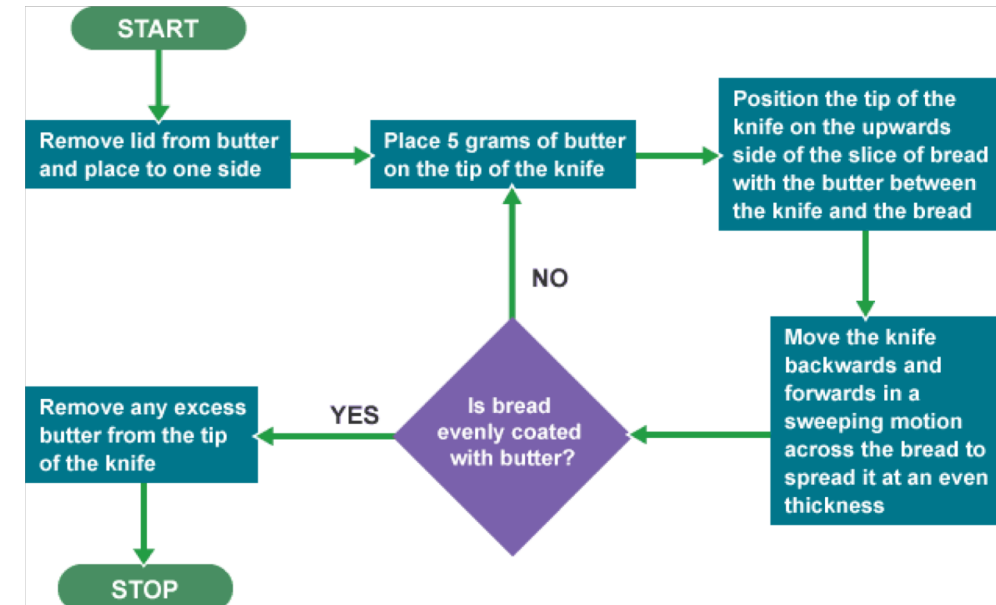 START
Remove lid from butter
and place to one side
Place 5 grams of butter
on the tip of the knife
Position the tip of the
knife on the upwards
side of the slice of bread
with the butter between
the knife and the bread
Move the knife
backwards and
forwards in a
sweeping motion
across the bread to
spread it at an even
thickness
Is bread
evenly coated
with butter?
NO
YES
Remove any excess
butter from the tip
of the knife
STOP